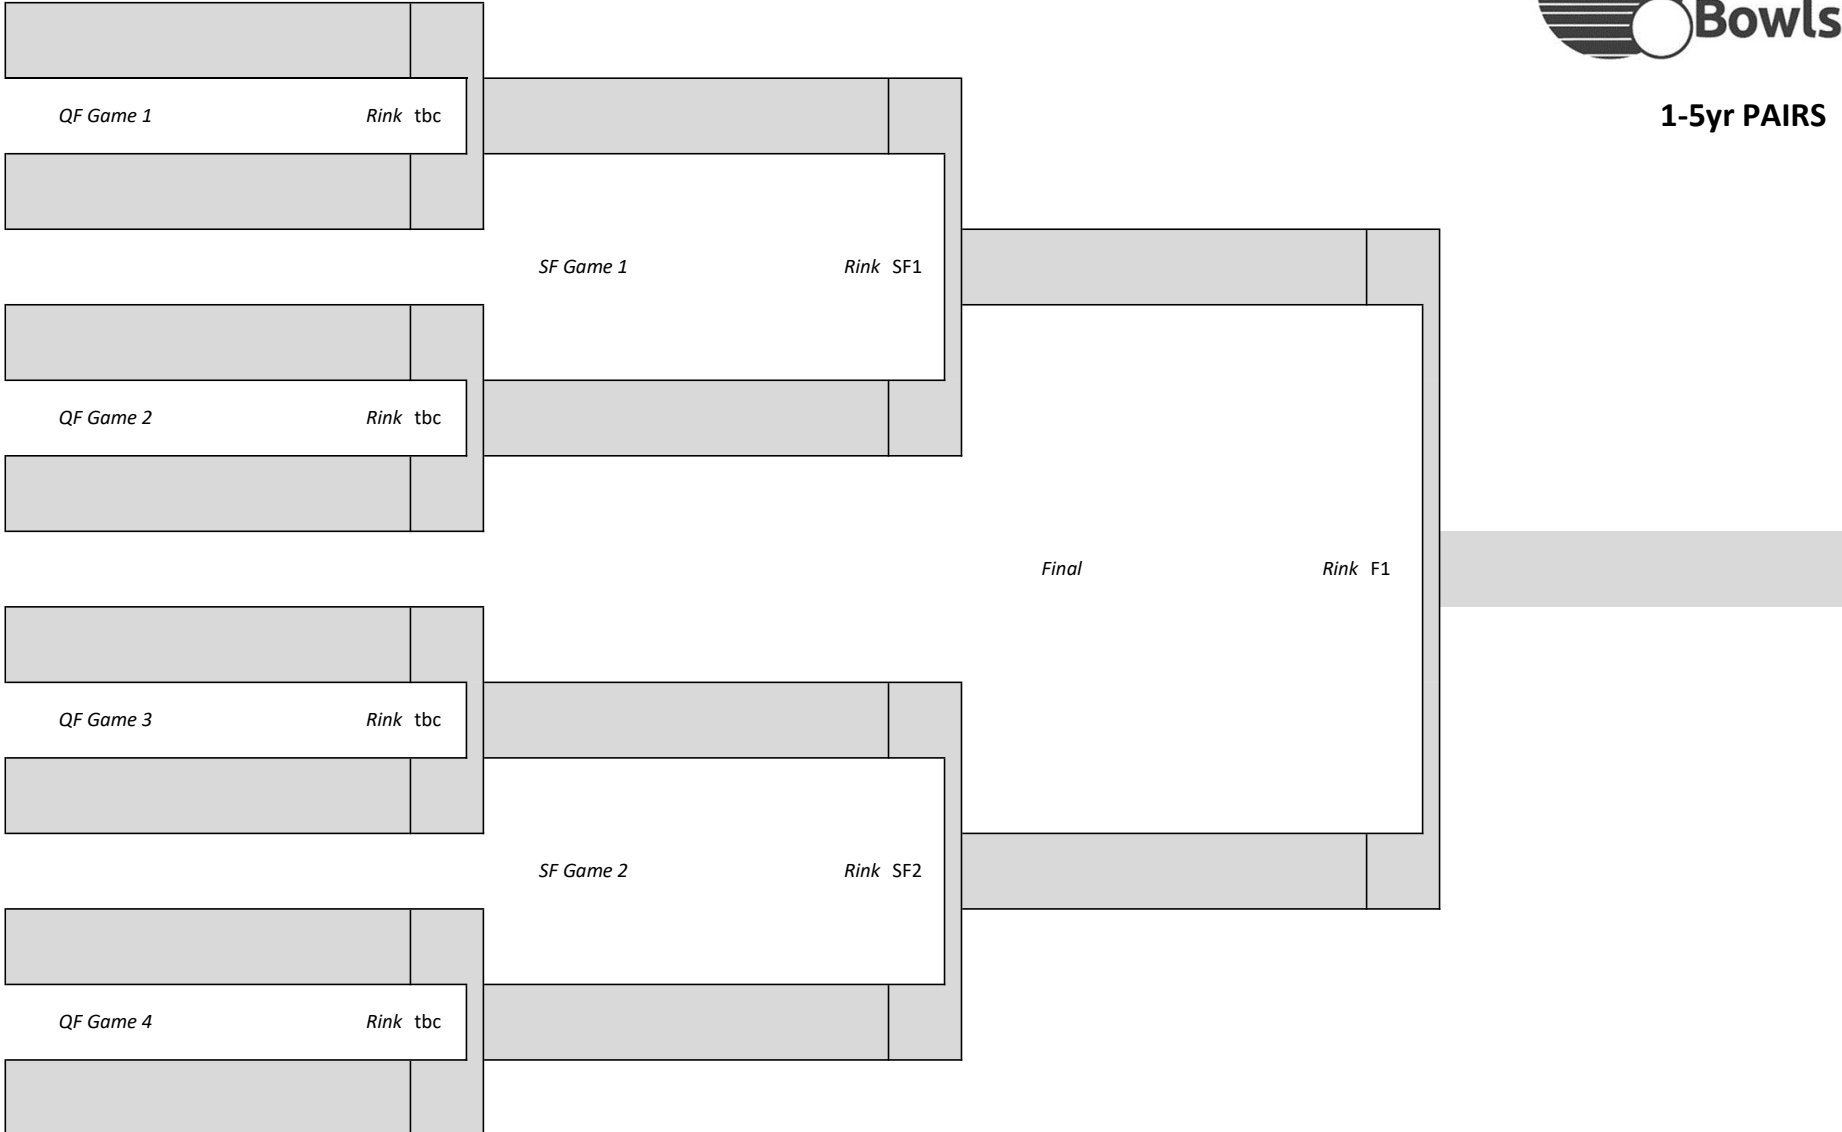 Bowls
1-5yr PAIRS
QF Game 1 Rink tbc
SF Game 1 Rink SF1
QF Game 2 Rink tbc
Final Rink F1
QF Game 3 Rink tbc
SF Game 2 Rink SF2
QF Game 4 Rink tbc